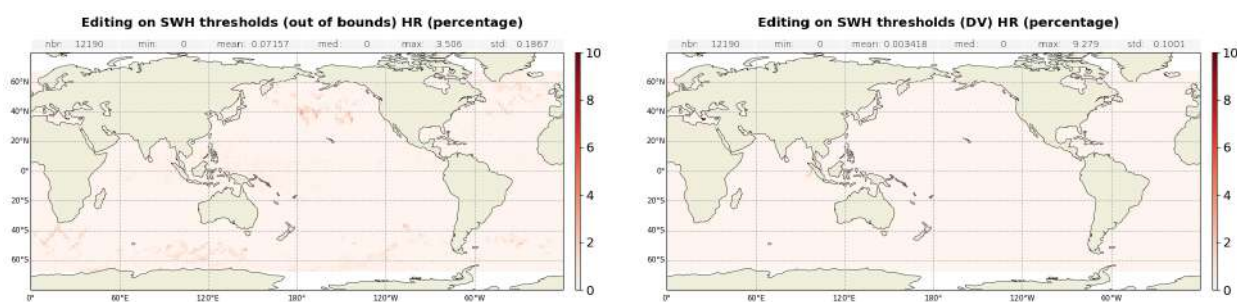 Editing on SWH thresholds (out of bounds) HR (percentage)
nbr: 12190 min: 0 mean: 0.07157 med: 0 max: 3.506 std: 0.1867
10
8
6
4
2
0
60°N
40°N
20°N
0°
20°S
40°S
60°S
0° 60°E 120°E 180° 120°W 60°W
Editing on SWH thresholds (DV) HR (percentage)
nbr: 12190 min: 0 mean: 0.003418 med: 0 max: 9.279 std: 0.1001
10
8
6
4
2
0
60°N
40°N
20°N
0°
20°S
40°S
60°S
0° 60°E 120°E 180° 120°W 60°W